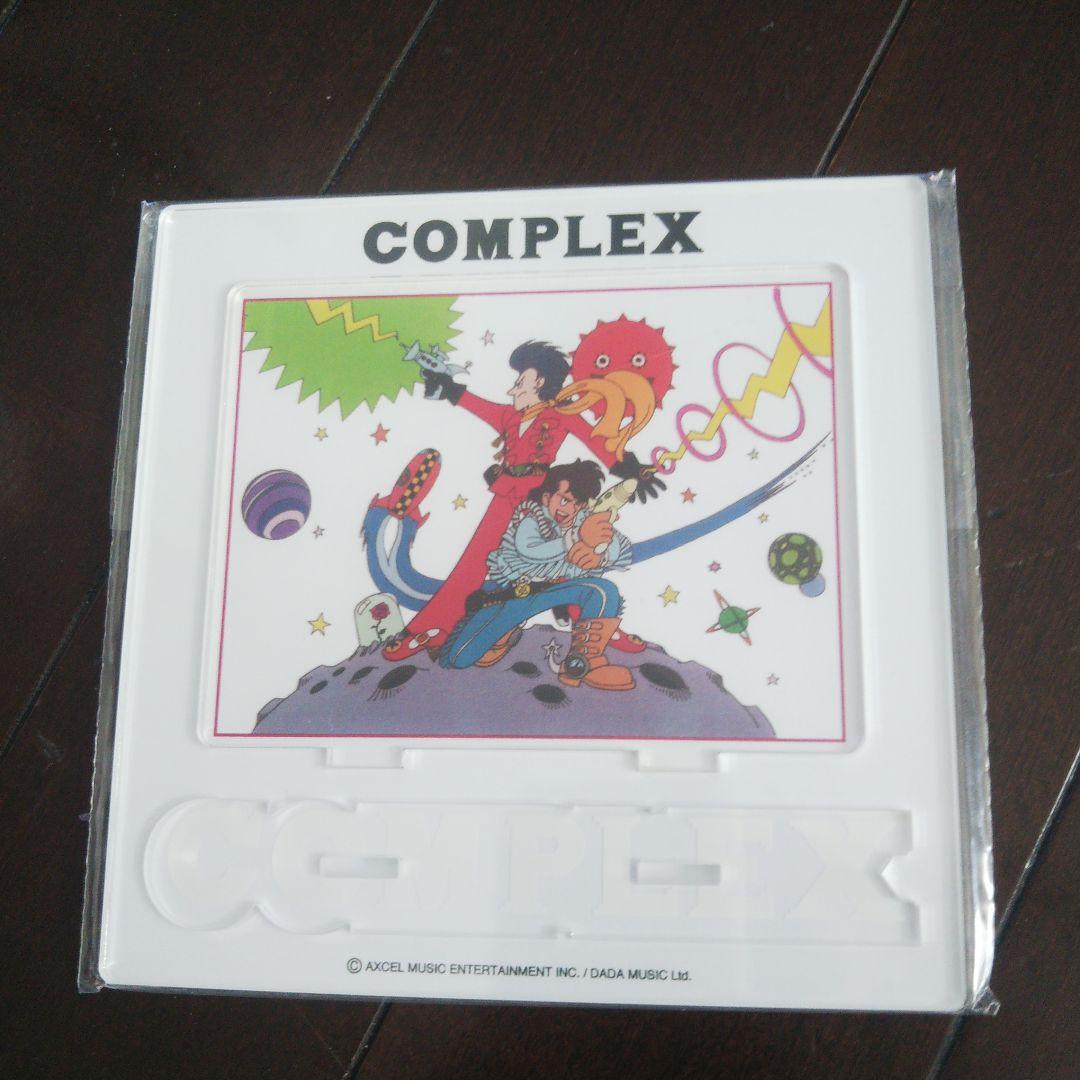 COMPLEX
COMPLEX
© AXCEL MUSIC ENTERTAINMENT INC. / DADA MUSIC Ltd.